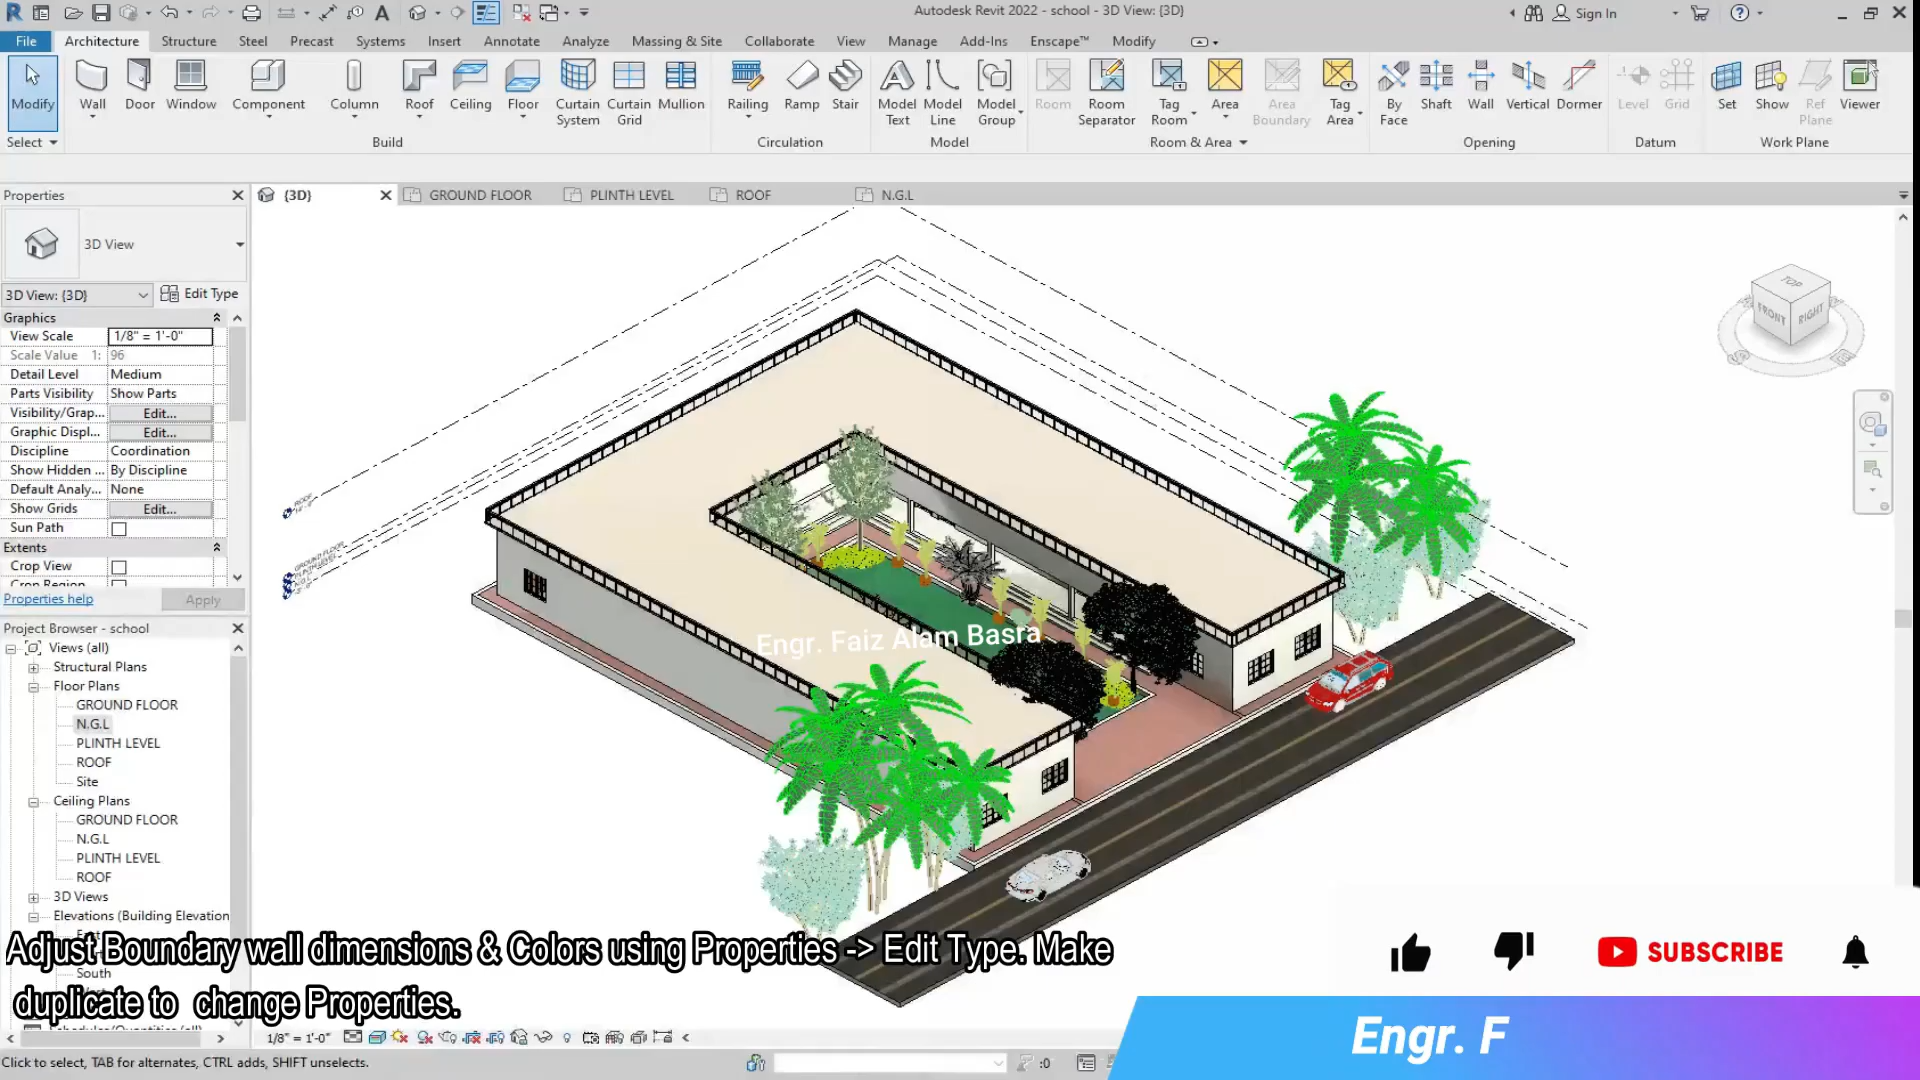 Autodesk Revit 2022 - school - 3D View: {3D}
Sign In
File Architecture Structure Steel Precast Systems Insert Annotate Analyze Massing & Site Collaborate View Manage Add-Ins Enscape™ Modify
Modify
Wall
Door
Window
Component
Column
Roof
Ceiling
Floor
Curtain System
Curtain Grid
Mullion
Railing
Ramp
Stair
Model Text
Model Line
Model Group
Room
Room Separator
Tag Room
Area
Area Boundary
Tag Area
By Face
Shaft
Wall
Vertical
Dormer
Level
Grid
Set
Show
Ref Plane
Viewer
Select
Build
Circulation
Model
Room & Area
Opening
Datum
Work Plane
Properties
{3D}
GROUND FLOOR
PLINTH LEVEL
ROOF
N.G.L
3D View
3D View: {3D}
Edit Type
Graphics
View Scale 1/8" = 1'-0"
Scale Value 1: 96
Detail Level Medium
Parts Visibility Show Parts
Visibility/Grap... Edit...
Graphic Displ... Edit...
Discipline Coordination
Show Hidden ... By Discipline
Default Analy... None
Show Grids Edit...
Sun Path
Extents
Crop View
Crop Region
Properties help
Apply
Project Browser - school
Views (all)
Structural Plans
Floor Plans
GROUND FLOOR
N.G.L
PLINTH LEVEL
ROOF
Site
Ceiling Plans
GROUND FLOOR
N.G.L
PLINTH LEVEL
ROOF
3D Views
Elevations (Building Elevation
South
TOP
FRONT
RIGHT
ROOF
GROUND FLOOR
PLINTH LEVEL
N.G.L
Engr. Faiz Alam Basra
Adjust Boundary wall dimensions & Colors using Properties -> Edit Type. Make
duplicate to change Properties.
SUBSCRIBE
Engr. F
1/8" = 1'-0"
Click to select, TAB for alternates, CTRL adds, SHIFT unselects.
:0